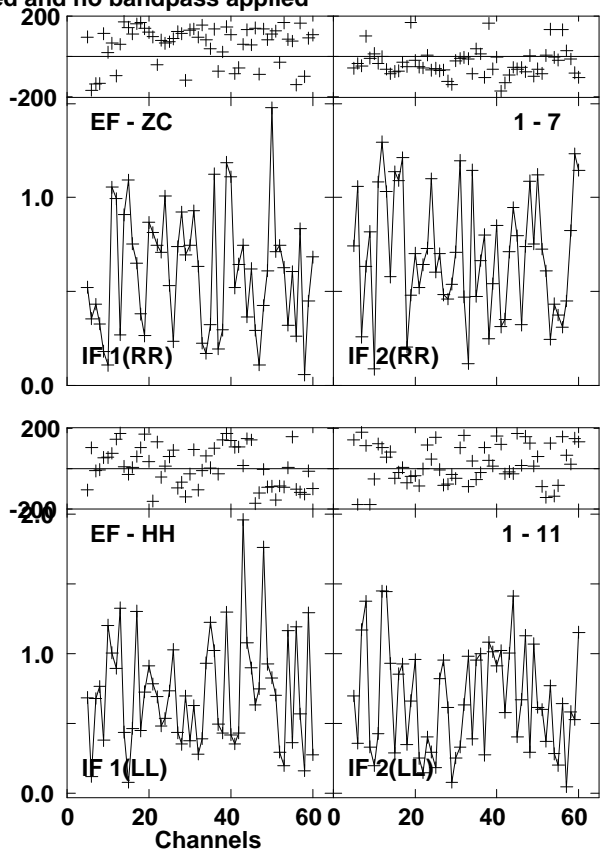 ed and no bandpass applied
200
-200
EF - ZC
1 - 7
1.0
IF 1(RR)
IF 2(RR)
0.0
200
-200
2.0
EF - HH
1 - 11
1.0
IF 1(LL)
IF 2(LL)
0.0
0 20 40 60 0 20 40 60
Channels